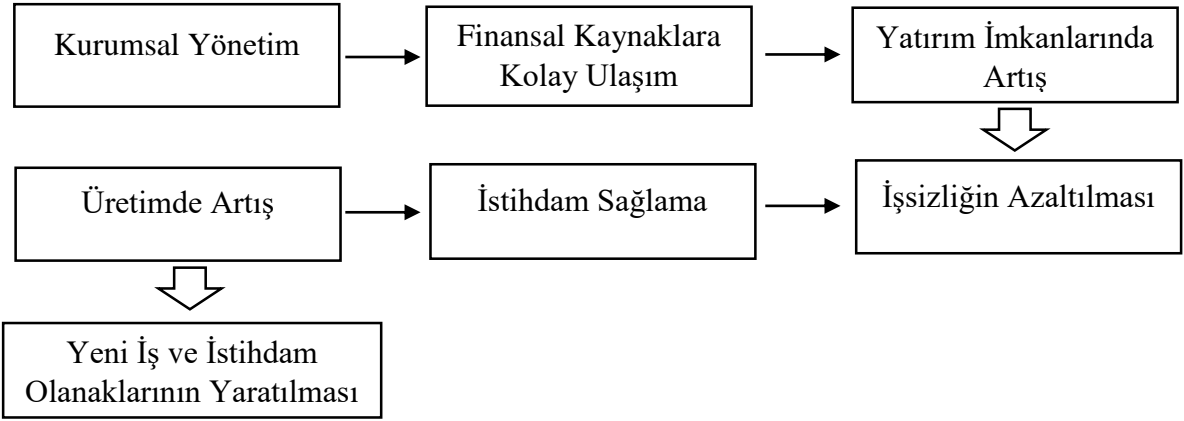 Kurumsal Yönetim
Finansal Kaynaklara
Kolay Ulaşım
Yatırım İmkanlarında
Artış
Üretimde Artış
İstihdam Sağlama
İşsizliğin Azaltılması
Yeni İş ve İstihdam
Olanaklarının Yaratılması